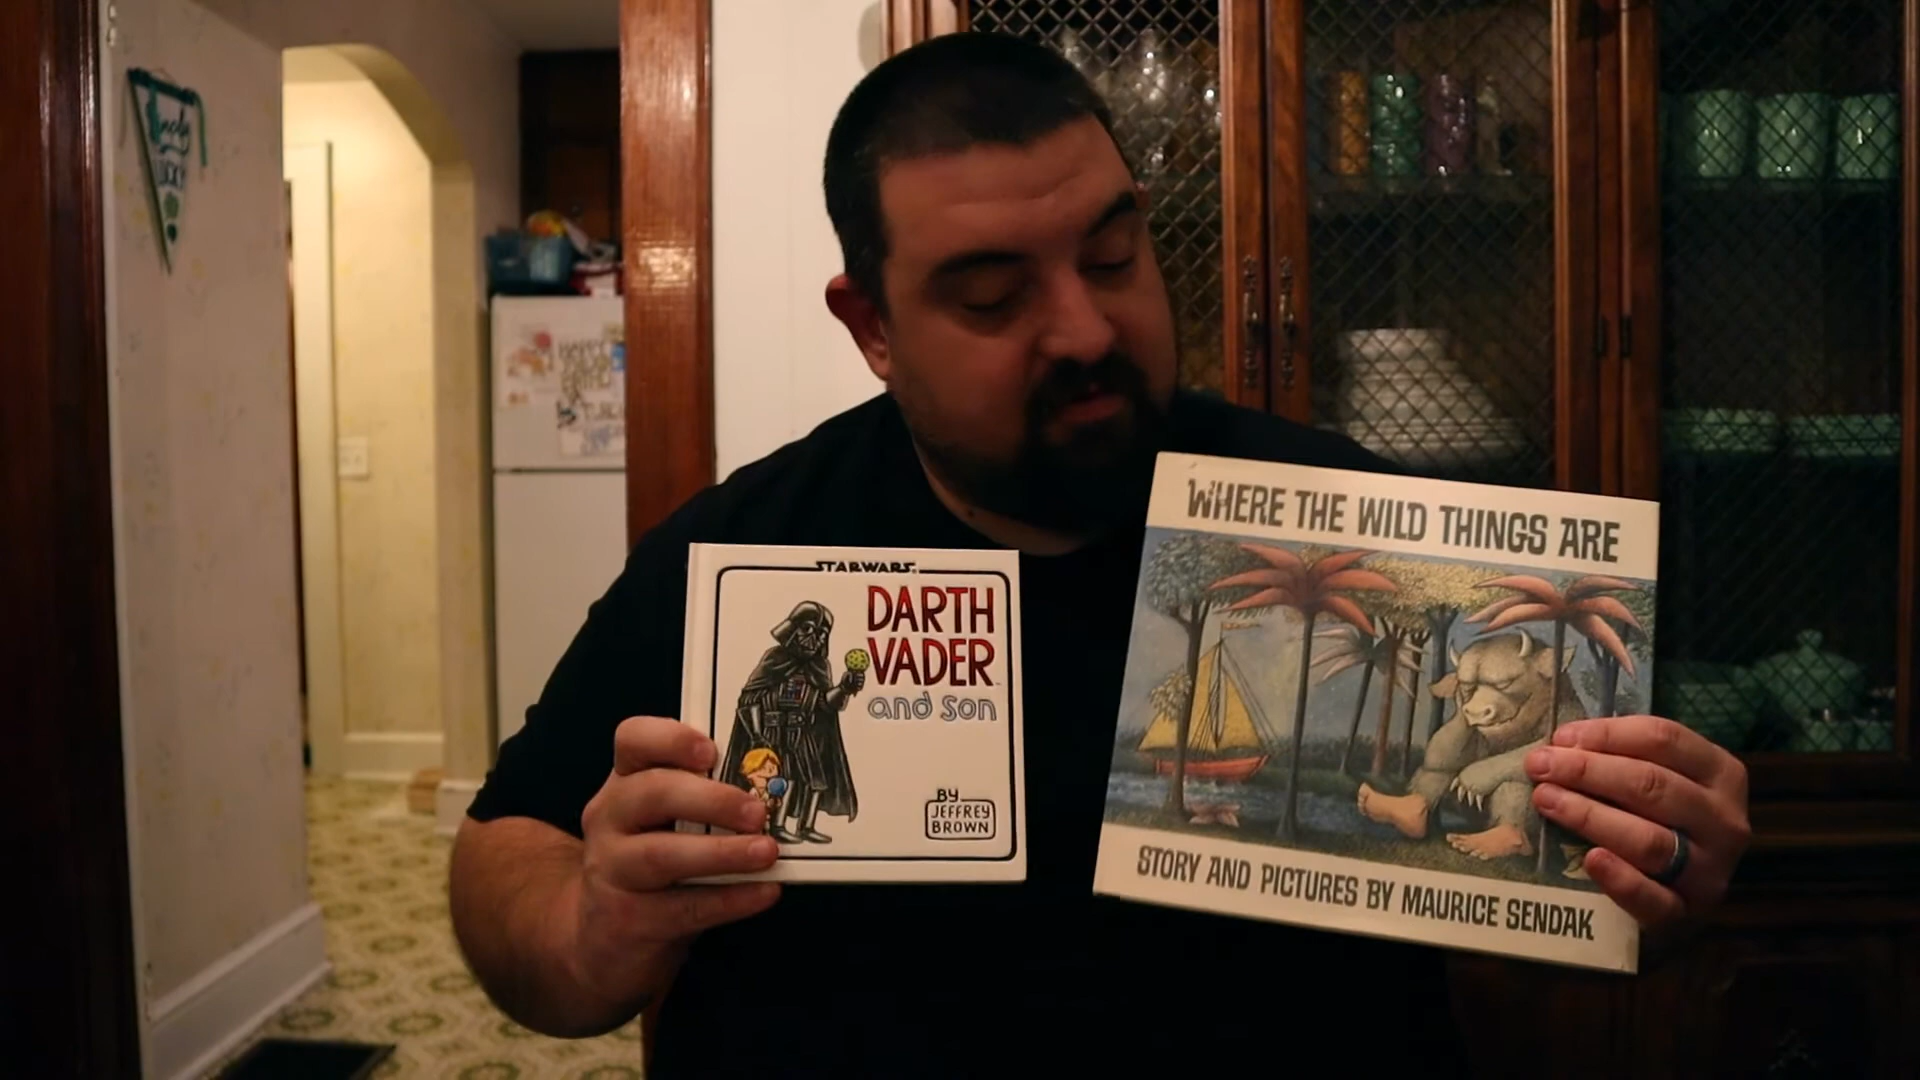 lucky
STAR WARS
DARTH
VADER
and son
BY
JEFFREY
BROWN
WHERE THE WILD THINGS ARE
STORY AND PICTURES BY MAURICE SENDAK